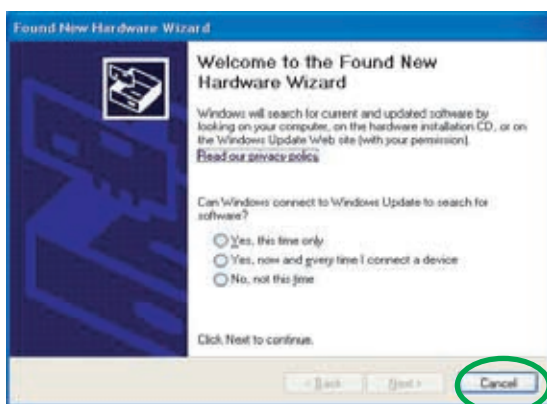 Found New Hardware Wizard
Welcome to the Found New
Hardware Wizard
Windows will search for current and updated software by
looking on your computer, on the hardware installation CD, or on
the Windows Update Web site (with your permission).
Read our privacy policy
Can Windows connect to Windows Update to search for
software?
Yes, this time only
Yes, now and every time I connect a device
No, not this time
Click Next to continue.
< Back Next > Cancel